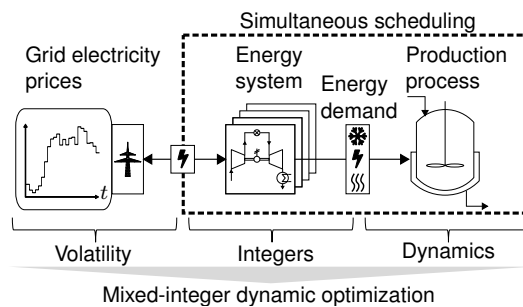 Simultaneous scheduling
Grid electricity
prices
Energy
system
Energy
demand
Production
process
t
Volatility
Integers
Dynamics
Mixed-integer dynamic optimization